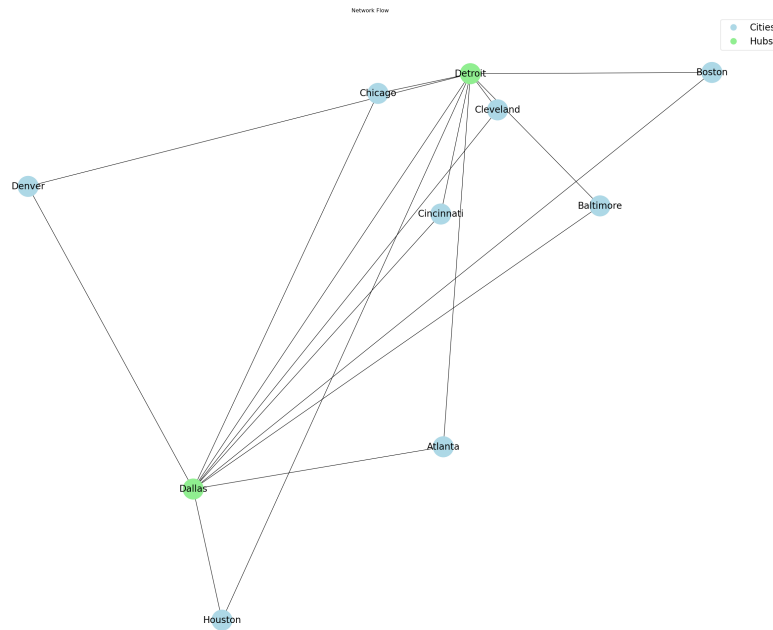 Network Flow
Cities
Hubs
Detroit
Boston
Chicago
Cleveland
Denver
Baltimore
Cincinnati
Atlanta
Dallas
Houston